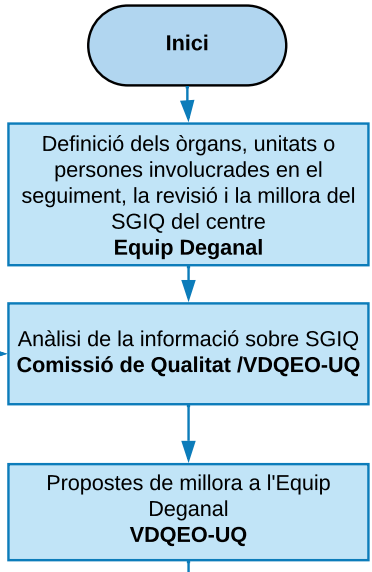 Inici
Definició dels òrgans, unitats o
persones involucrades en el
seguiment, la revisió i la millora del
SGIQ del centre
Equip Deganal
Anàlisi de la informació sobre SGIQ
Comissió de Qualitat /VDQEO-UQ
Propostes de millora a l'Equip
Deganal
VDQEO-UQ